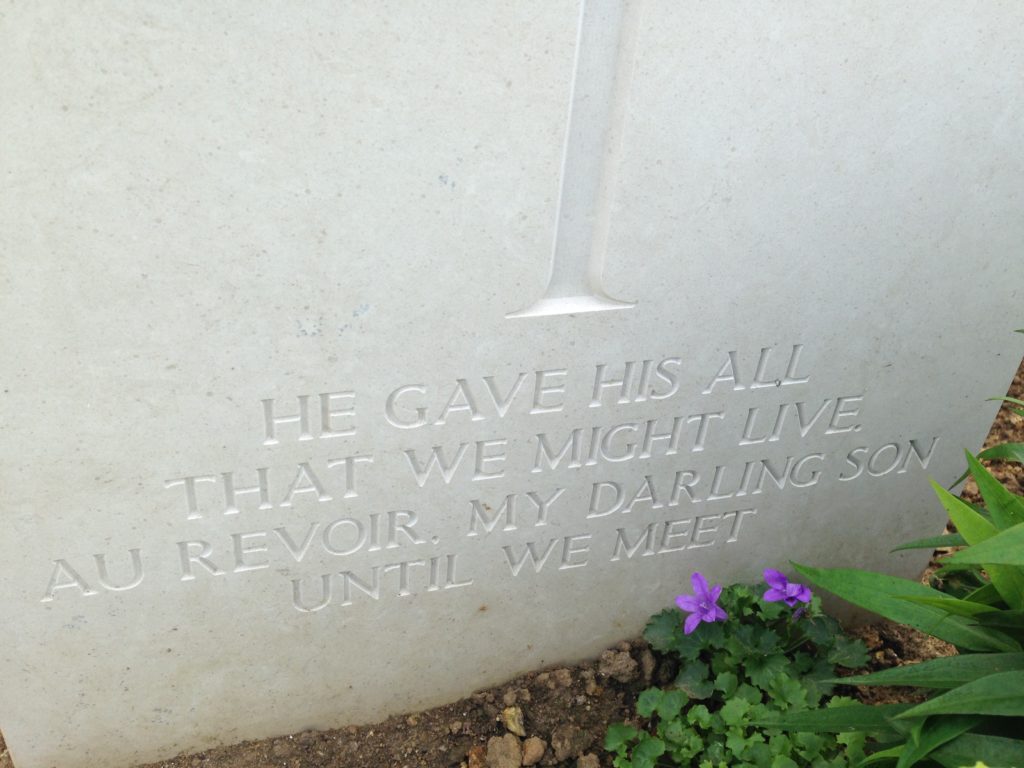 HE GAVE HIS ALL
THAT WE MIGHT LIVE.
AU REVOIR, MY DARLING SON
UNTIL WE MEET